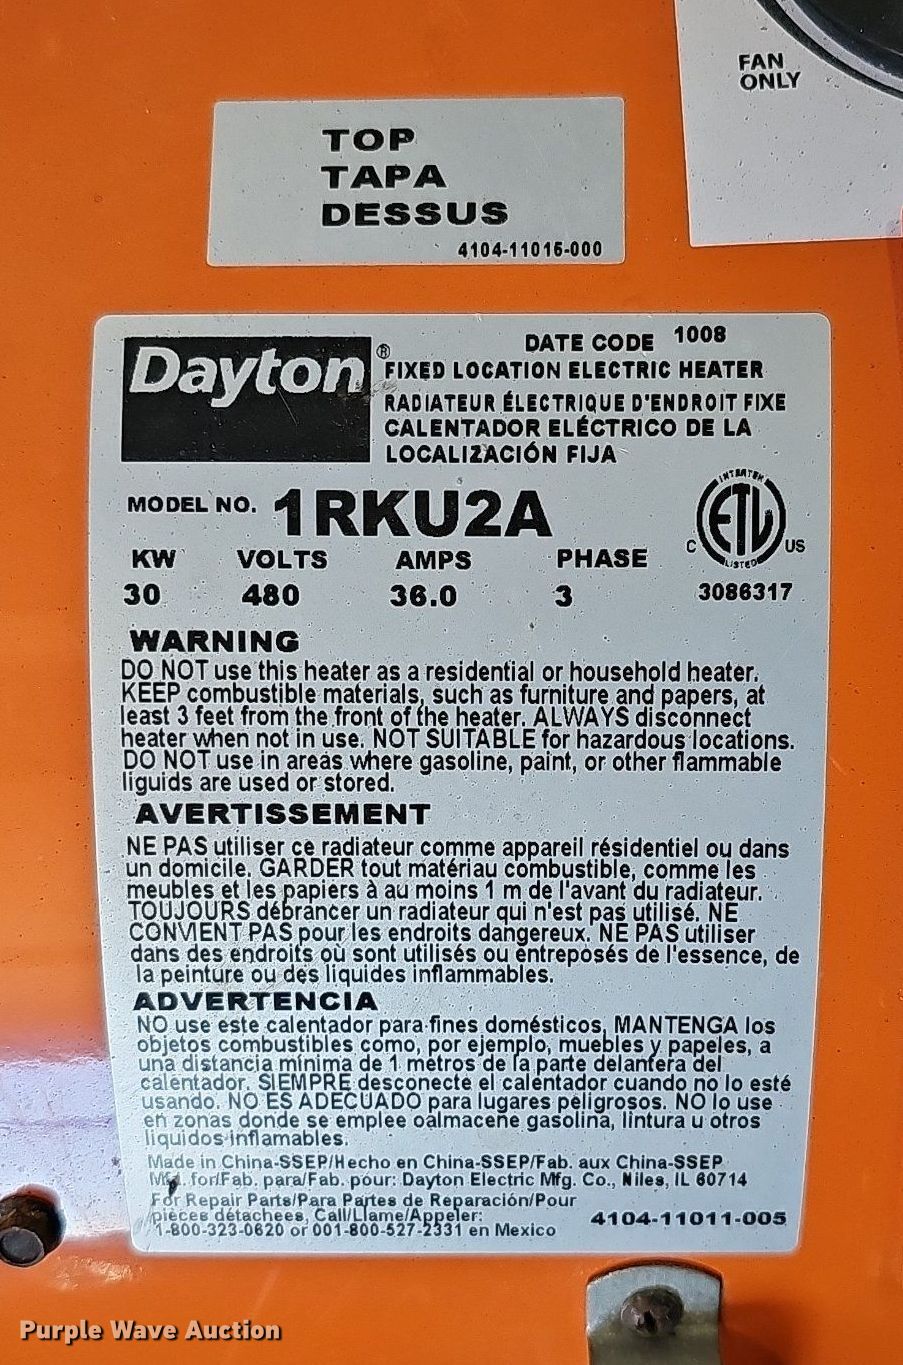 FAN
ONLY
TOP
TAPA
DESSUS
4104-11015-000
Dayton®
DATE CODE 1008
FIXED LOCATION ELECTRIC HEATER
RADIATEUR ÉLECTRIQUE D'ENDROIT FIXE
CALENTADOR ELÉCTRICO DE LA
LOCALIZACIÓN FIJA
MODEL NO. 1RKU2A
INTERTEK
ETL
LISTED
C US
3086317
KW VOLTS AMPS PHASE
30 480 36.0 3
WARNING
DO NOT use this heater as a residential or household heater.
KEEP combustible materials, such as furniture and papers, at
least 3 feet from the front of the heater. ALWAYS disconnect
heater when not in use. NOT SUITABLE for hazardous locations.
DO NOT use in areas where gasoline, paint, or other flammable
liguids are used or stored.
AVERTISSEMENT
NE PAS utiliser ce radiateur comme appareil résidentiel ou dans
un domicile. GARDER tout matériau combustible, comme les
meubles et les papiers à au moins 1 m de l'avant du radiateur.
TOUJOURS débrancer un radiateur qui n'est pas utilisé. NE
CONVIENT PAS pour les endroits dangereux. NE PAS utiliser
dans des endroits où sont utilisés ou entreposés de l'essence, de
la peinture ou des liquides inflammables.
ADVERTENCIA
NO use este calentador para fines domésticos, MANTENGA los
objetos combustibles como, por ejemplo, muebles y papeles, a
una distancia mínima de 1 metros de la parte delantera del
calentador. SIEMPRE desconecte el calentador cuando no lo esté
usando. NO ES ADECUADO para lugares peligrosos. NO lo use
en zonas donde se emplee oalmacene gasolina, lintura u otros
líquidos inflamables.
Made in China-SSEP/Hecho en China-SSEP/Fab. aux China-SSEP
Mfd. for/Fab. para/Fab. pour: Dayton Electric Mfg. Co., Niles, IL 60714
For Repair Parts/Para Partes de Reparación/Pour
pièces détachees, Call/Llame/Appeler:
1-800-323-0620 or 001-800-527-2331 en Mexico
4104-11011-005
Purple Wave Auction